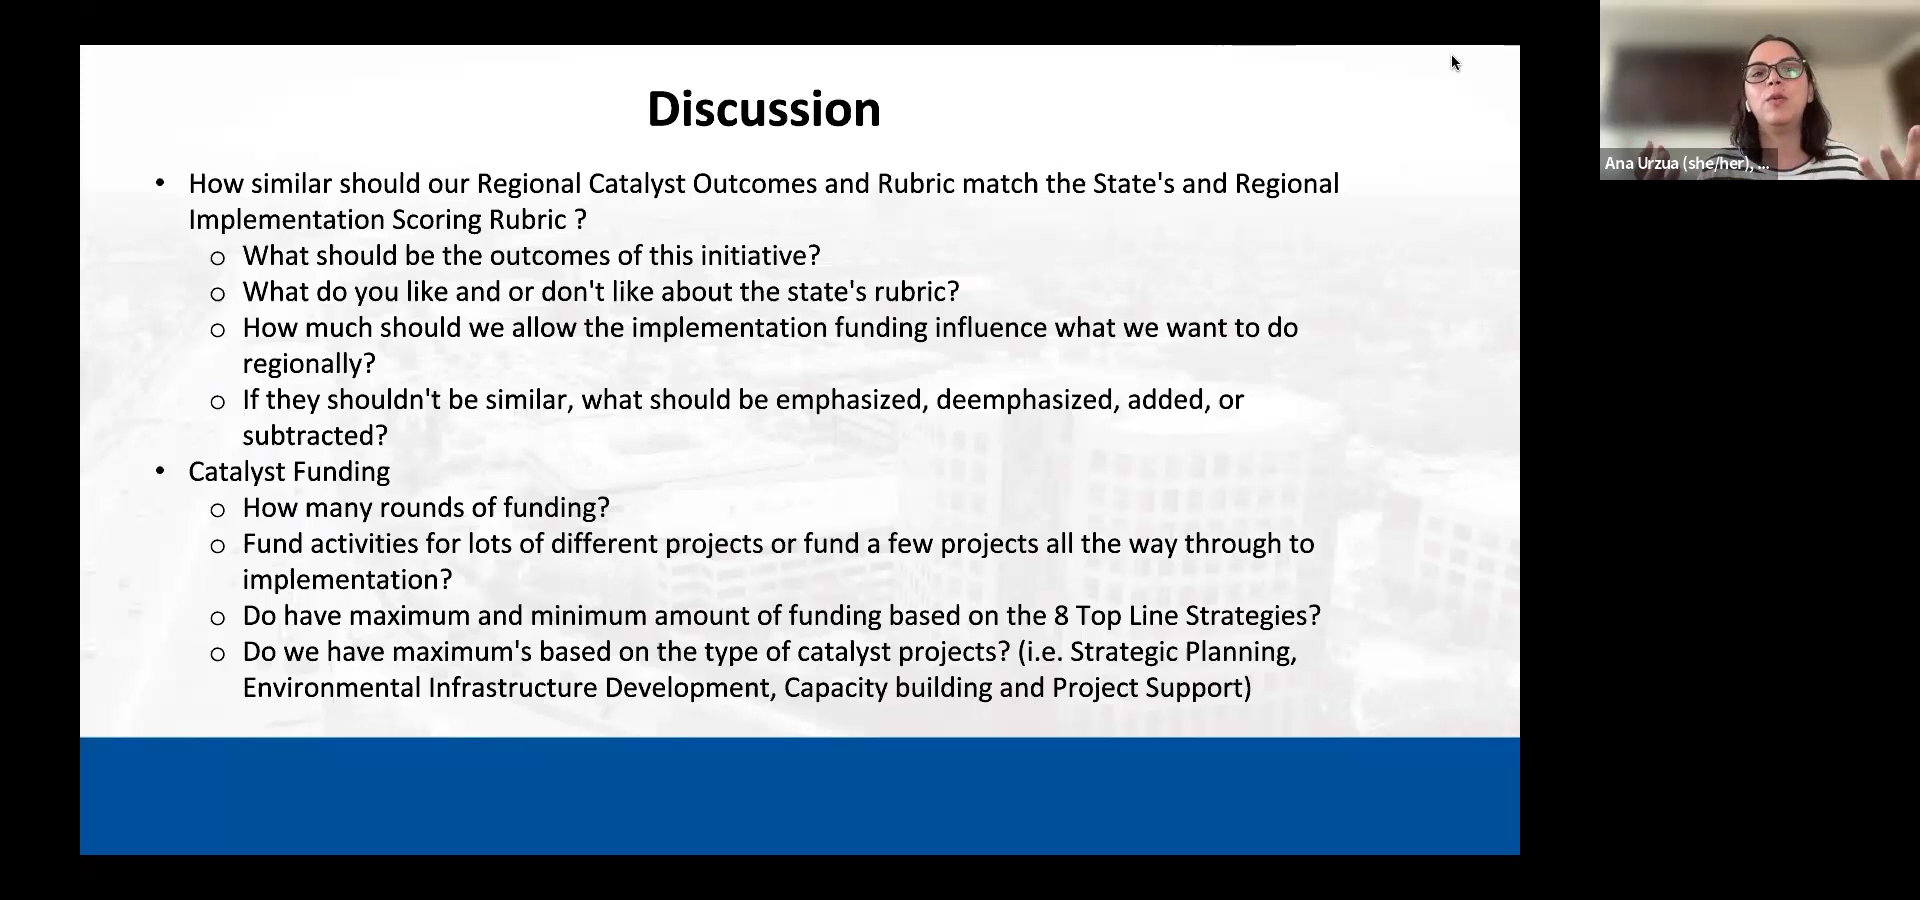 Discussion
• How similar should our Regional Catalyst Outcomes and Rubric match the State's and Regional
Implementation Scoring Rubric ?
o What should be the outcomes of this initiative?
o What do you like and or don't like about the state's rubric?
o How much should we allow the implementation funding influence what we want to do
regionally?
o If they shouldn't be similar, what should be emphasized, deemphasized, added, or
subtracted?
• Catalyst Funding
o How many rounds of funding?
o Fund activities for lots of different projects or fund a few projects all the way through to
implementation?
o Do have maximum and minimum amount of funding based on the 8 Top Line Strategies?
o Do we have maximum's based on the type of catalyst projects? (i.e. Strategic Planning,
Environmental Infrastructure Development, Capacity building and Project Support)
Ana Urzua (she/her), ...